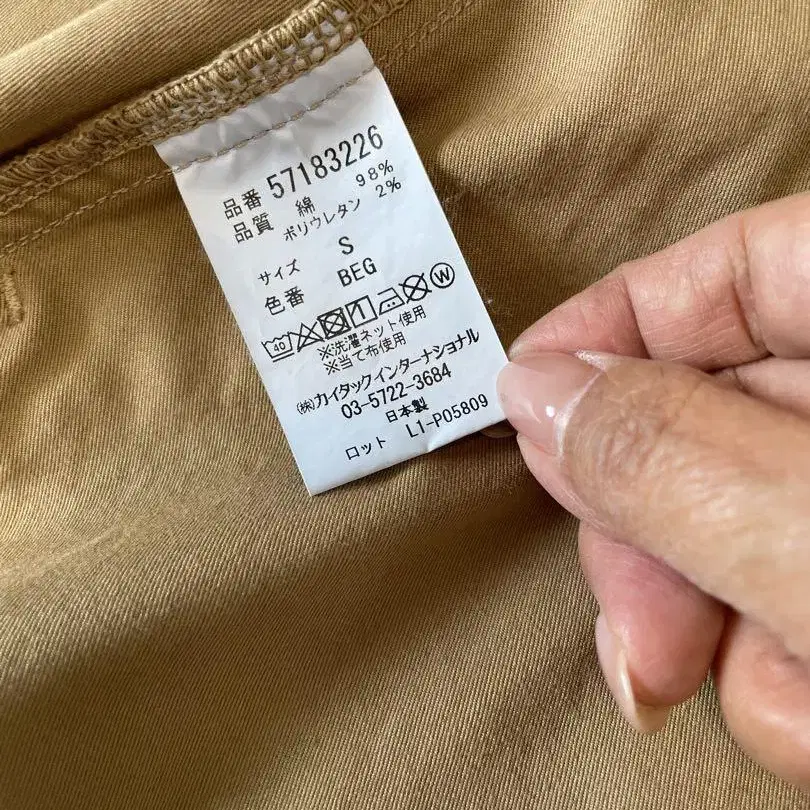 品番 57183226
品質 綿 98%
ポリウレタン 2%
サイズ S
色番 BEG
40 W
※洗濯ネット使用
※当て布使用
(株)カイタックインターナショナル
03-5722-3684
日本製
ロット L1-P05809